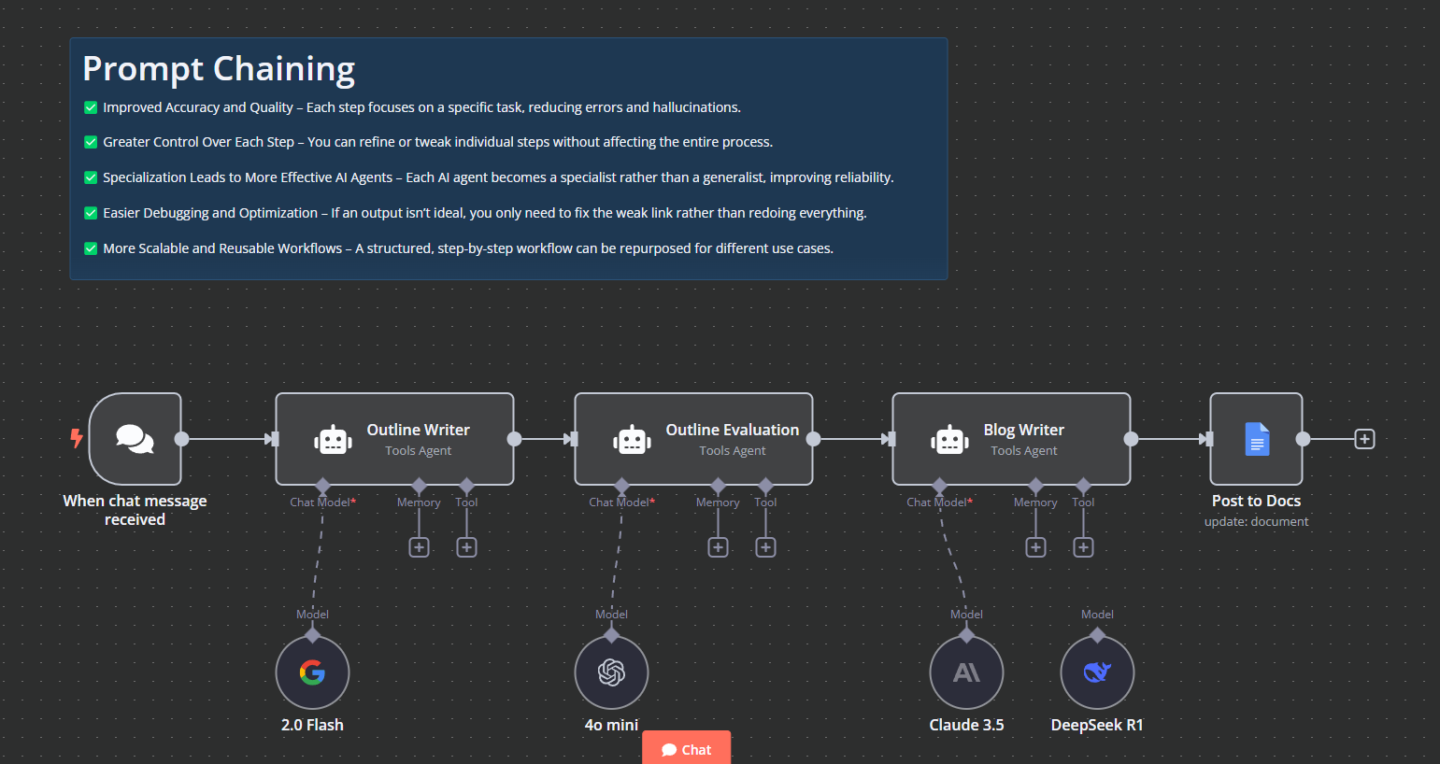 Prompt Chaining
✅ Improved Accuracy and Quality – Each step focuses on a specific task, reducing errors and hallucinations.
✅ Greater Control Over Each Step – You can refine or tweak individual steps without affecting the entire process.
✅ Specialization Leads to More Effective AI Agents – Each AI agent becomes a specialist rather than a generalist, improving reliability.
✅ Easier Debugging and Optimization – If an output isn’t ideal, you only need to fix the weak link rather than redoing everything.
✅ More Scalable and Reusable Workflows – A structured, step-by-step workflow can be repurposed for different use cases.
When chat message
received
Outline Writer
Tools Agent
Chat Model*
Memory
Tool
Outline Evaluation
Tools Agent
Chat Model*
Memory
Tool
Blog Writer
Tools Agent
Chat Model*
Memory
Tool
Post to Docs
update: document
Model
2.0 Flash
Model
4o mini
Model
Claude 3.5
Model
DeepSeek R1
Chat